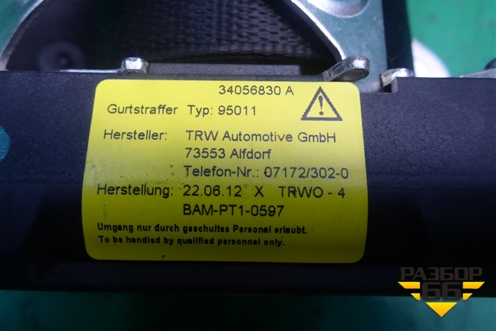 34056830 A
Gurtstraffer Typ: 95011
Hersteller: TRW Automotive GmbH
73553 Alfdorf
Telefon-Nr.: 07172/302-0
Herstellung: 22.06.12 X TRWO - 4
BAM-PT1-0597
Umgang nur durch geschultes Personal erlaubt.
To be handled by qualified personnel only.
РАЗБОР
66